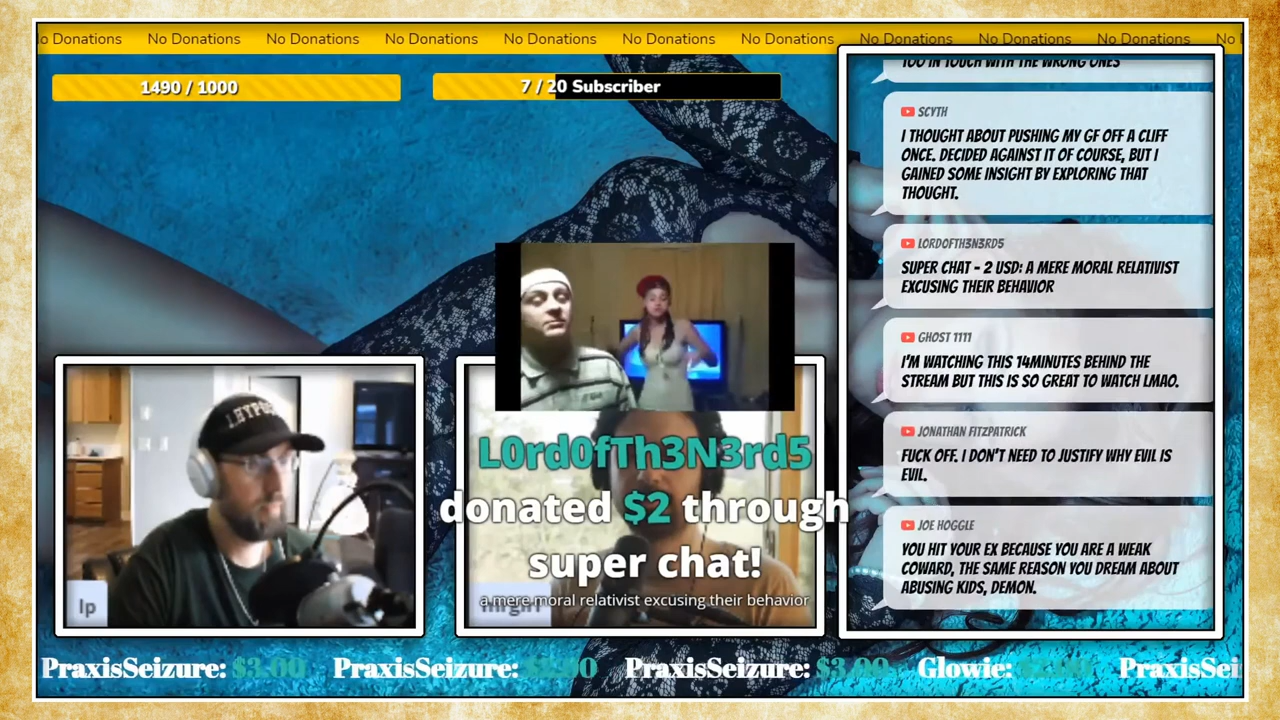 o Donations No Donations No Donations No Donations No Donations No Donations No Donations No Donations No Donations No Donations No
1490 / 1000
7 / 20 Subscriber
TOO IN TOUCH WITH THE WRONG ONES
SCYTH
I THOUGHT ABOUT PUSHING MY GF OFF A CLIFF
ONCE. DECIDED AGAINST IT OF COURSE, BUT I
GAINED SOME INSIGHT BY EXPLORING THAT
THOUGHT.
L0RDOFTH3N3RD5
SUPER CHAT - 2 USD: A MERE MORAL RELATIVIST
EXCUSING THEIR BEHAVIOR
GHOST 1111
I'M WATCHING THIS 14MINUTES BEHIND THE
STREAM BUT THIS IS SO GREAT TO WATCH LMAO.
JONATHAN FITZPATRICK
FUCK OFF. I DON'T NEED TO JUSTIFY WHY EVIL IS
EVIL.
JOE HOGGLE
YOU HIT YOUR EX BECAUSE YOU ARE A WEAK
COWARD, THE SAME REASON YOU DREAM ABOUT
ABUSING KIDS, DEMON.
L0rd0fTh3N3rd5
donated $2 through
super chat!
a mere moral relativist excusing their behavior
lp
PraxisSeizure: $3.00 PraxisSeizure: PraxisSeizure: $3.00 Glowie: PraxisSei